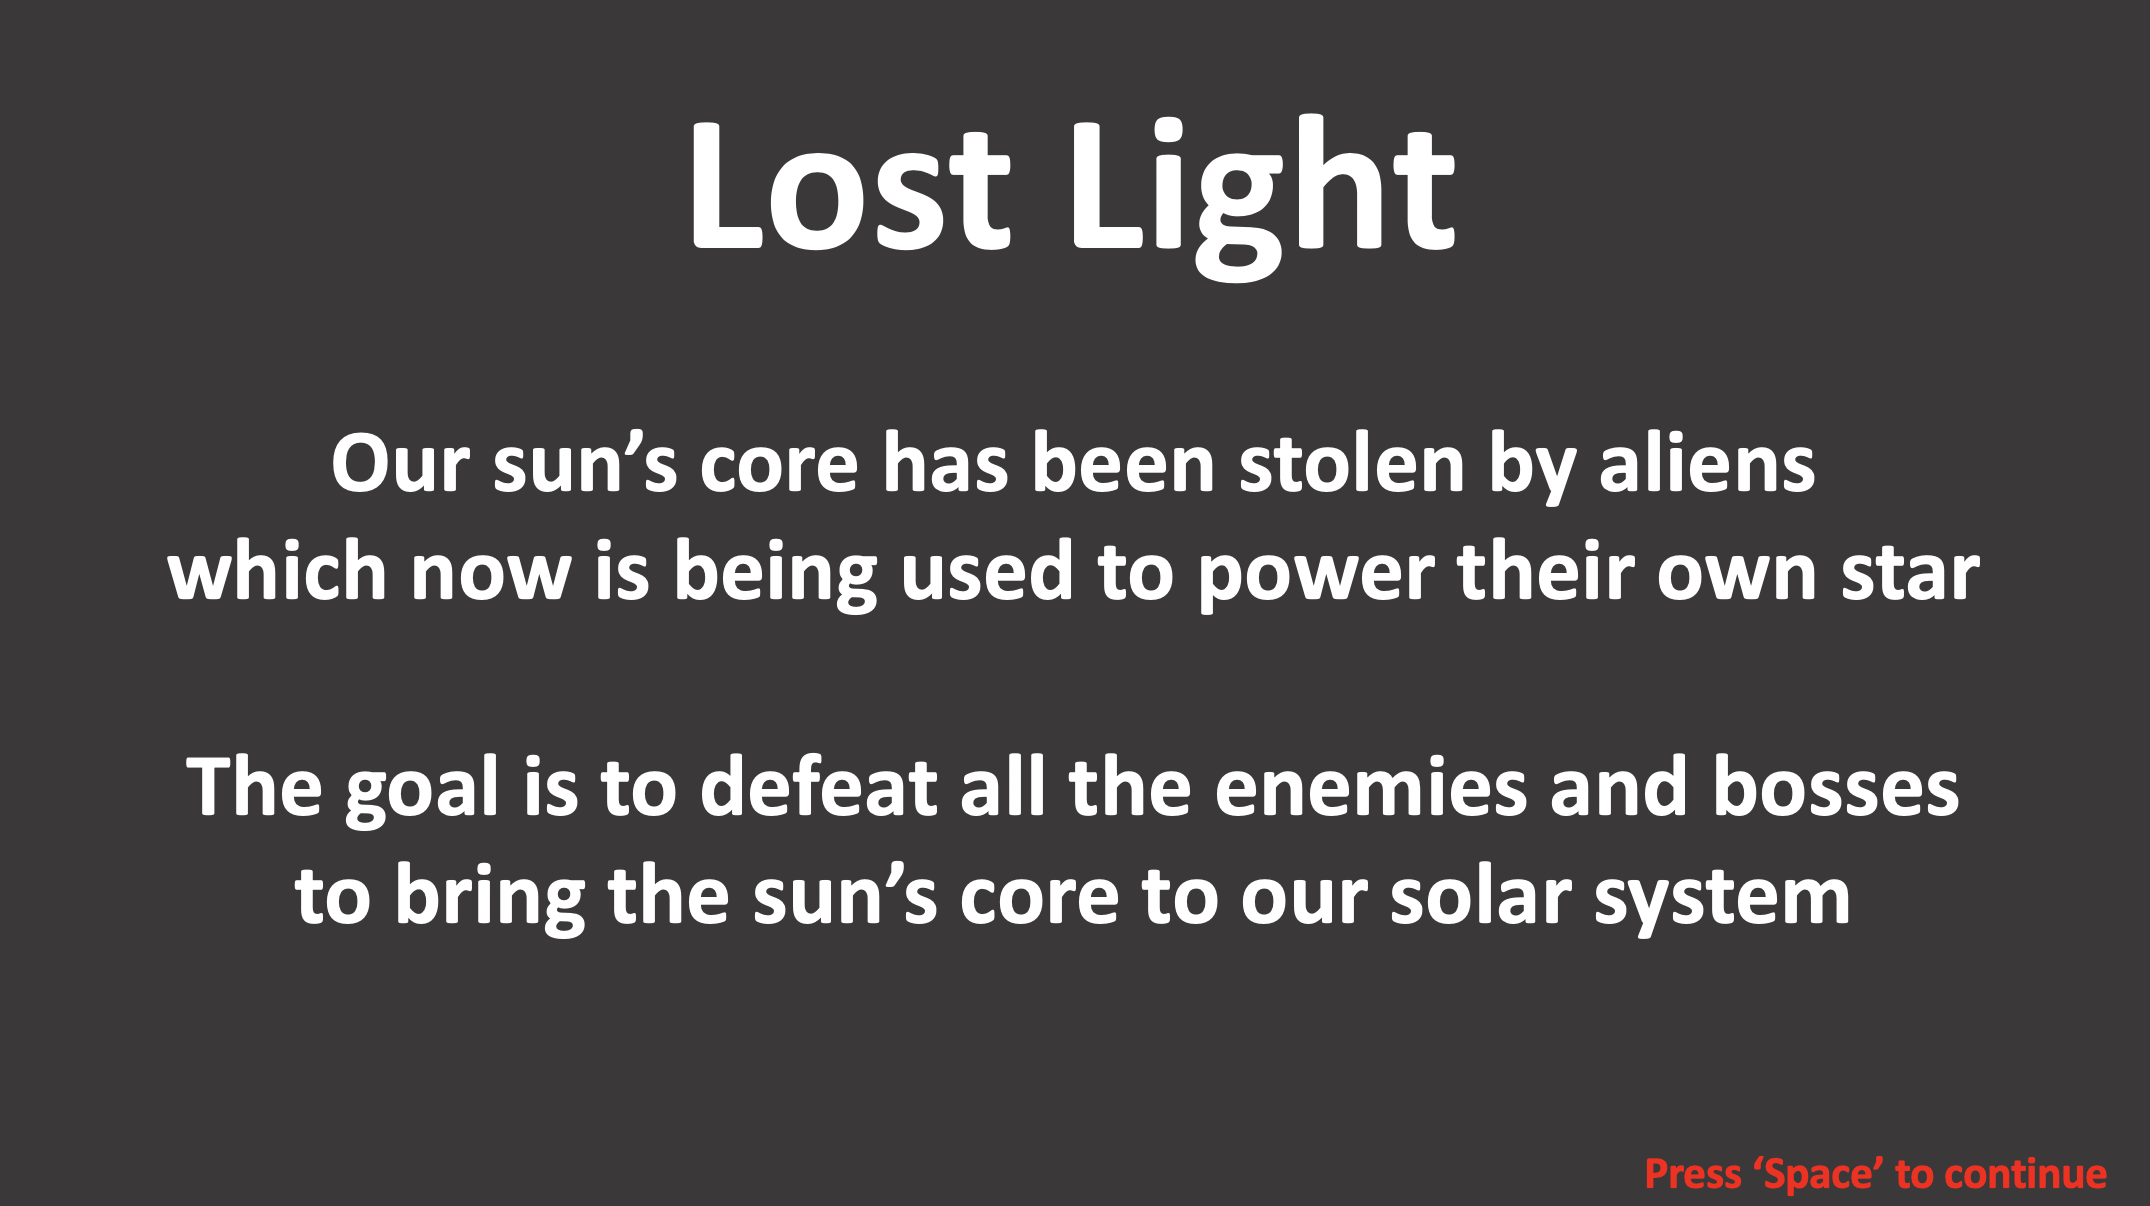 Lost Light
Our sun’s core has been stolen by aliens
which now is being used to power their own star
The goal is to defeat all the enemies and bosses
to bring the sun’s core to our solar system
Press ‘Space’ to continue